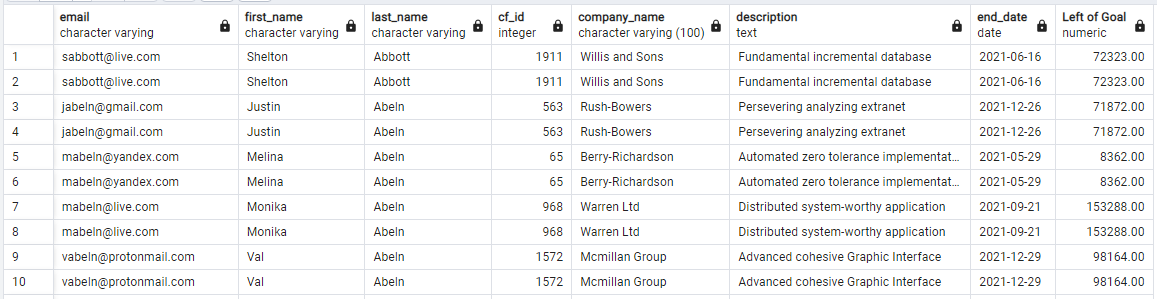 email first_name last_name cf_id company_name description end_date Left of Goal
character varying character varying character varying integer character varying (100) text date numeric
1 sabbott@live.com Shelton Abbott 1911 Willis and Sons Fundamental incremental database 2021-06-16 72323.00
2 sabbott@live.com Shelton Abbott 1911 Willis and Sons Fundamental incremental database 2021-06-16 72323.00
3 jabeln@gmail.com Justin Abeln 563 Rush-Bowers Persevering analyzing extranet 2021-12-26 71872.00
4 jabeln@gmail.com Justin Abeln 563 Rush-Bowers Persevering analyzing extranet 2021-12-26 71872.00
5 mabeln@yandex.com Melina Abeln 65 Berry-Richardson Automated zero tolerance implementat... 2021-05-29 8362.00
6 mabeln@yandex.com Melina Abeln 65 Berry-Richardson Automated zero tolerance implementat... 2021-05-29 8362.00
7 mabeln@live.com Monika Abeln 968 Warren Ltd Distributed system-worthy application 2021-09-21 153288.00
8 mabeln@live.com Monika Abeln 968 Warren Ltd Distributed system-worthy application 2021-09-21 153288.00
9 vabeln@protonmail.com Val Abeln 1572 Mcmillan Group Advanced cohesive Graphic Interface 2021-12-29 98164.00
10 vabeln@protonmail.com Val Abeln 1572 Mcmillan Group Advanced cohesive Graphic Interface 2021-12-29 98164.00